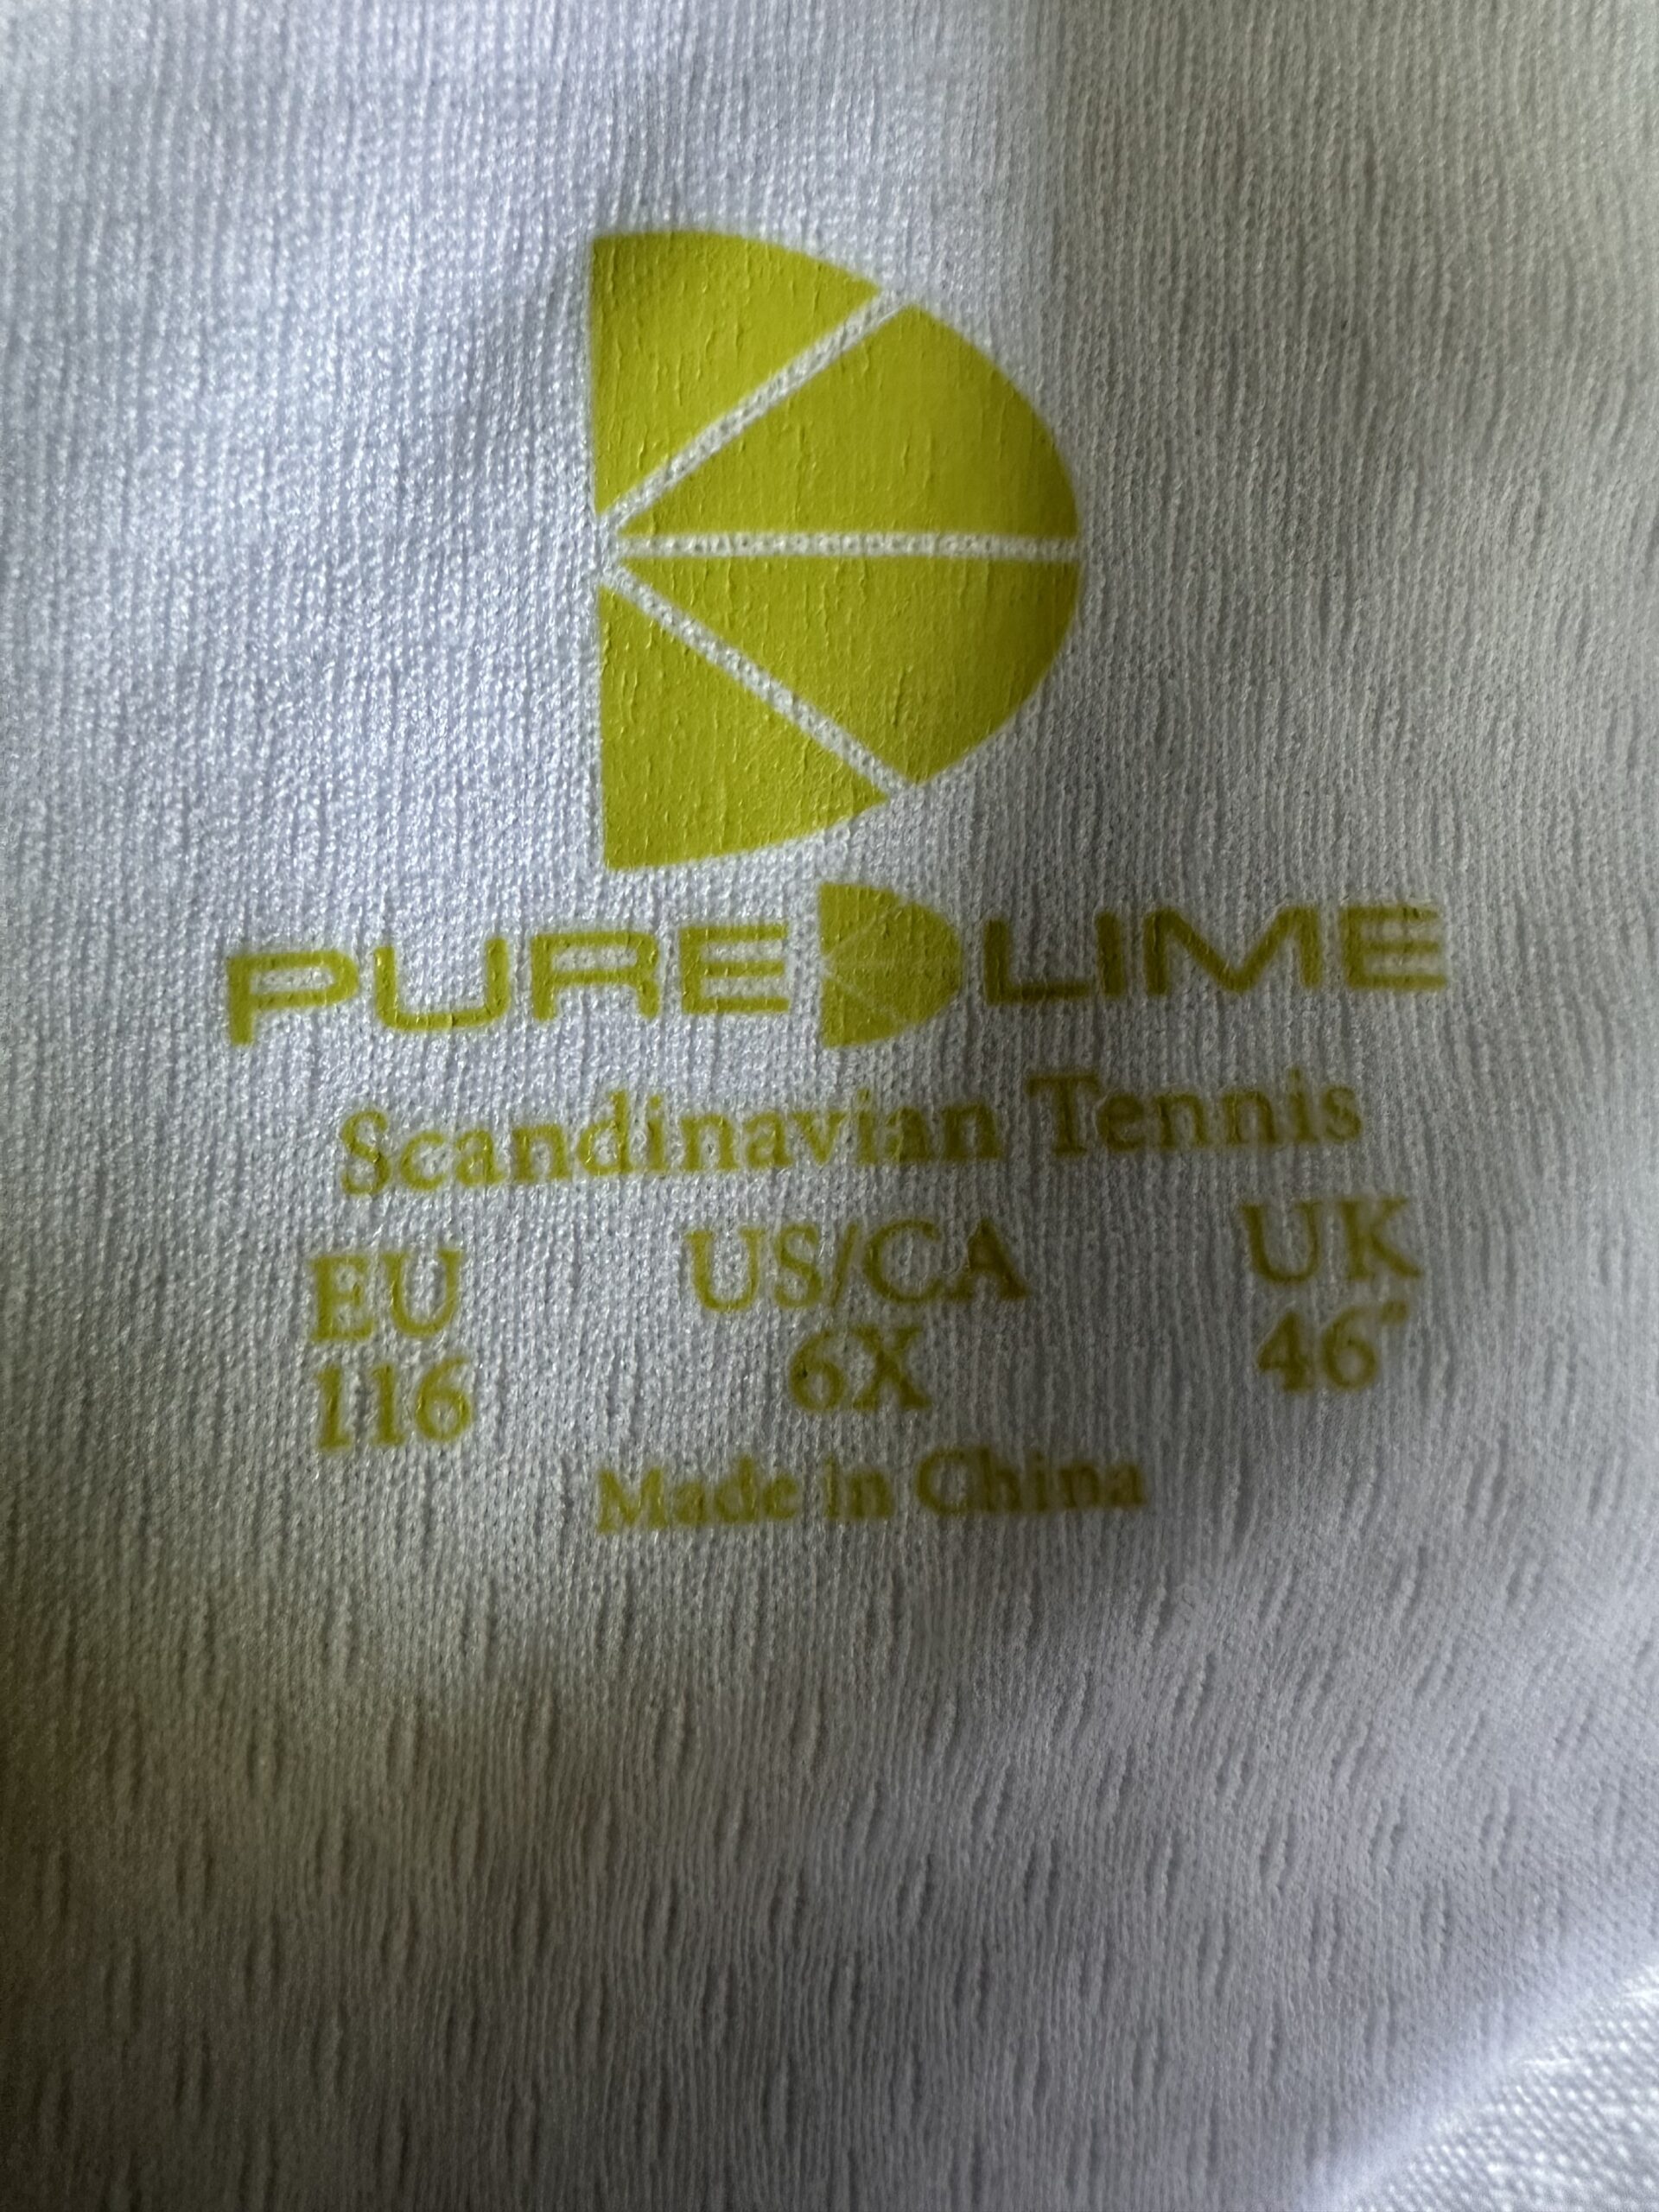 PURE LIME
Scandinavian Tennis
EU US/CA UK
116 6X 46"
Made in China